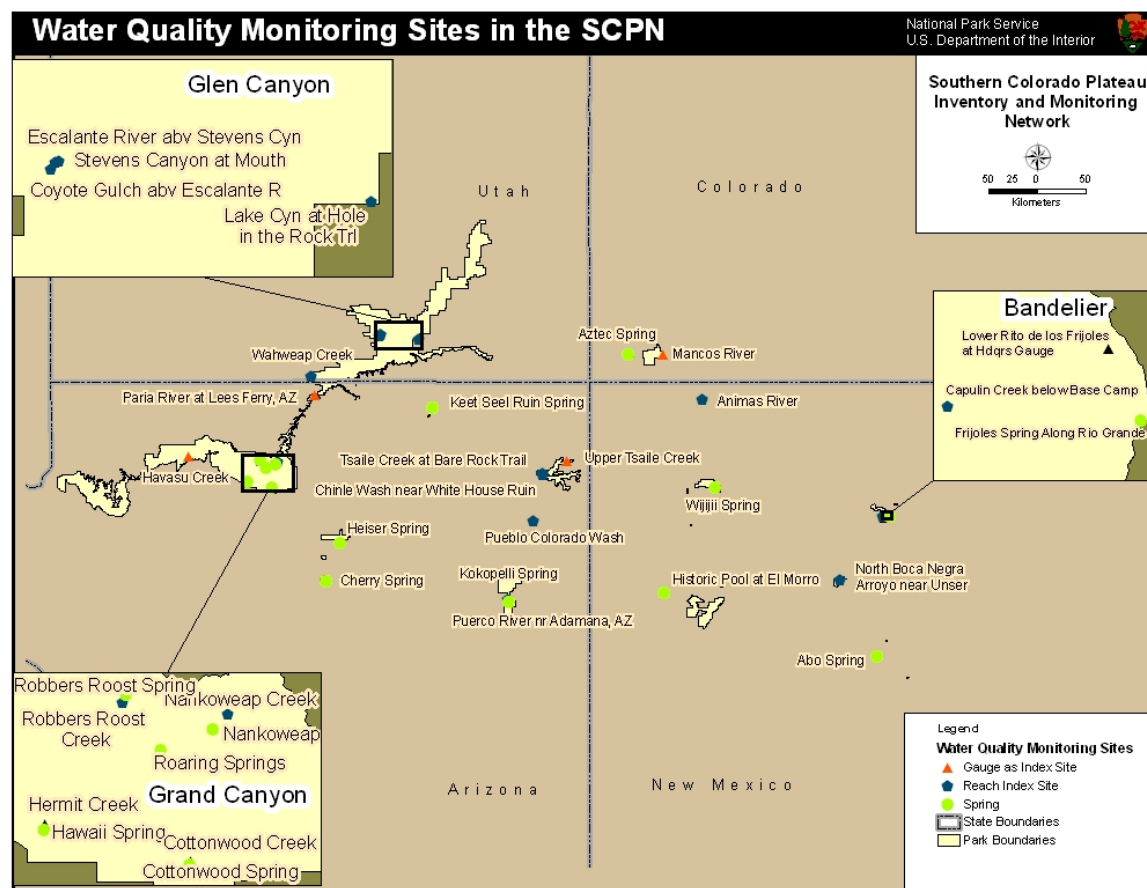 Water Quality Monitoring Sites in the SCPN
National Park Service
U.S. Department of the Interior
Glen Canyon
Escalante River abv Stevens Cyn
Stevens Canyon at Mouth
Coyote Gulch abv Escalante R
Lake Cyn at Hole
in the Rock Trl
Southern Colorado Plateau
Inventory and Monitoring
Network
50 25 0 50
Kilometers
Utah
Colorado
Bandelier
Lower Rito de los Frijoles
at Hdqrs Gauge
Capulin Creek below Base Camp
Frijoles Spring Along Rio Grande
Aztec Spring
Mancos River
Wahweap Creek
Paria River at Lees Ferry, AZ
Keet Seel Ruin Spring
Animas River
Havasu Creek
Tsaile Creek at Bare Rock Trail
Upper Tsaile Creek
Chinle Wash near White House Ruin
Wijijii Spring
Heiser Spring
Pueblo Colorado Wash
Cherry Spring
Kokopelli Spring
Historic Pool at El Morro
North Boca Negra
Arroyo near Unser
Puerco River nr Adamana, AZ
Abo Spring
Robbers Roost Spring
Nankoweap Creek
Robbers Roost
Creek
Nankoweap
Roaring Springs
Grand Canyon
Hermit Creek
Hawaii Spring
Cottonwood Creek
Cottonwood Spring
Arizona
New Mexico
Legend
Water Quality Monitoring Sites
Gauge as Index Site
Reach Index Site
Spring
State Boundaries
Park Boundaries